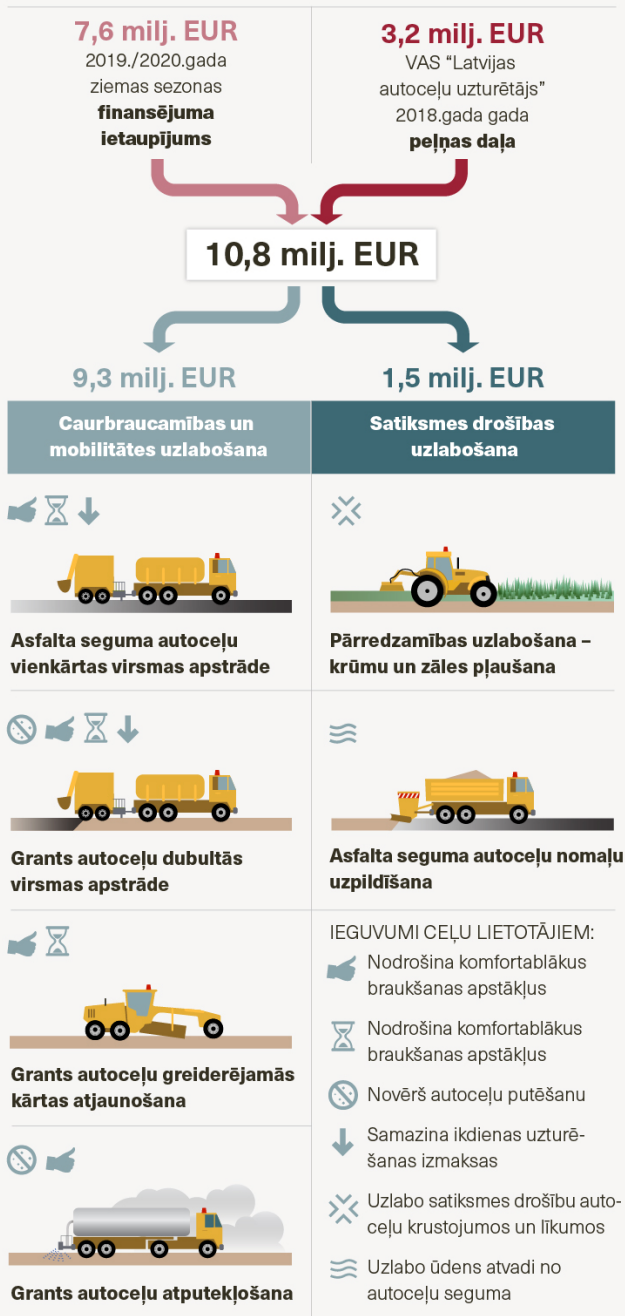 7,6 milj. EUR
2019./2020.gada
ziemas sezonas
finansējuma
ietaupījums
3,2 milj. EUR
VAS “Latvijas
autoceļu uzturētājs”
2018.gada gada
peļņas daļa
10,8 milj. EUR
9,3 milj. EUR
Caurbraucamības un
mobilitātes uzlabošana
Asfalta seguma autoceļu
vienkārtas virsmas apstrāde
Grants autoceļu dubultās
virsmas apstrāde
Grants autoceļu greiderējamās
kārtas atjaunošana
Grants autoceļu atputekļošana
1,5 milj. EUR
Satiksmes drošības
uzlabošana
Pārredzamības uzlabošana –
krūmu un zāles pļaušana
Asfalta seguma autoceļu nomaļu
uzpildīšana
IEGUVUMI CEĻU LIETOTĀJIEM:
Nodrošina komfortablākus
braukšanas apstākļus
Nodrošina komfortablākus
braukšanas apstākļus
Novērš autoceļu putēšanu
Samazina ikdienas uzturē-
šanas izmaksas
Uzlabo satiksmes drošību auto-
ceļu krustojumos un līkumos
Uzlabo ūdens atvadi no
autoceļu seguma